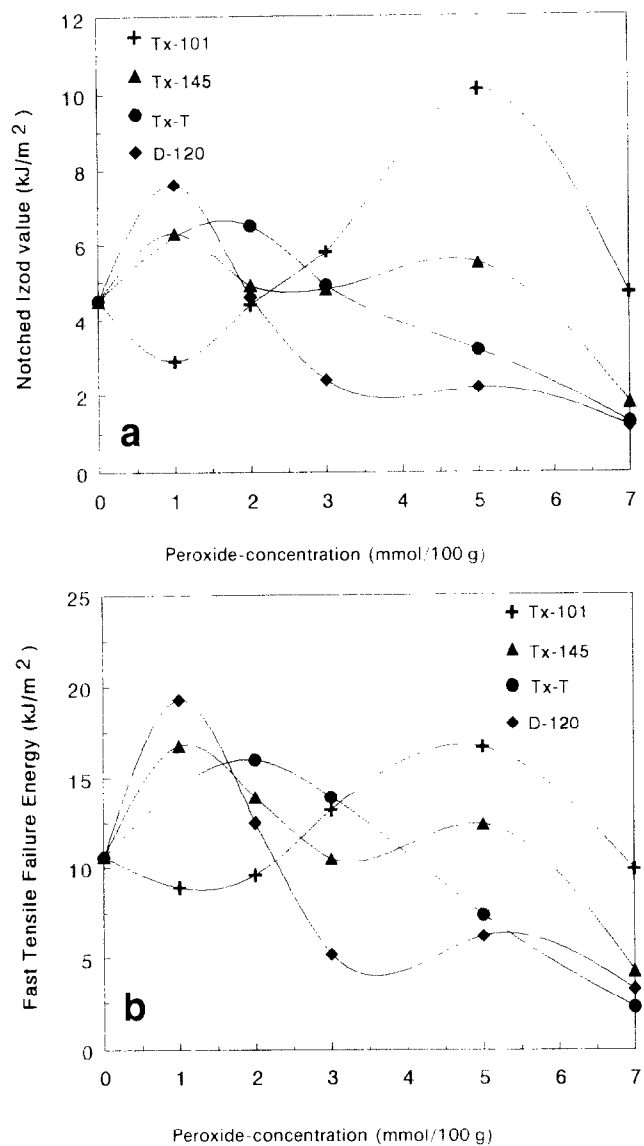 12
10
8
6
4
2
0
Notched Izod value (kJ/m 2)
+ Tx-101
▲ Tx-145
● Tx-T
◆ D-120
a
0 1 2 3 4 5 6 7
Peroxide-concentration (mmol/100 g)
25
20
15
10
5
0
Fast Tensile Failure Energy (kJ/m 2)
+ Tx-101
▲ Tx-145
● Tx-T
◆ D-120
b
0 1 2 3 4 5 6 7
Peroxide-concentration (mmol/100 g)